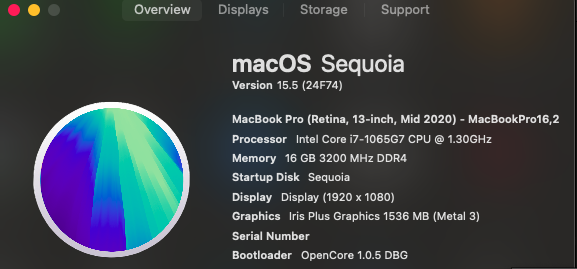 Overview Displays Storage Support
macOS Sequoia
Version 15.5 (24F74)
MacBook Pro (Retina, 13-inch, Mid 2020) - MacBookPro16,2
Processor Intel Core i7-1065G7 CPU @ 1.30GHz
Memory 16 GB 3200 MHz DDR4
Startup Disk Sequoia
Display Display (1920 x 1080)
Graphics Iris Plus Graphics 1536 MB (Metal 3)
Serial Number
Bootloader OpenCore 1.0.5 DBG